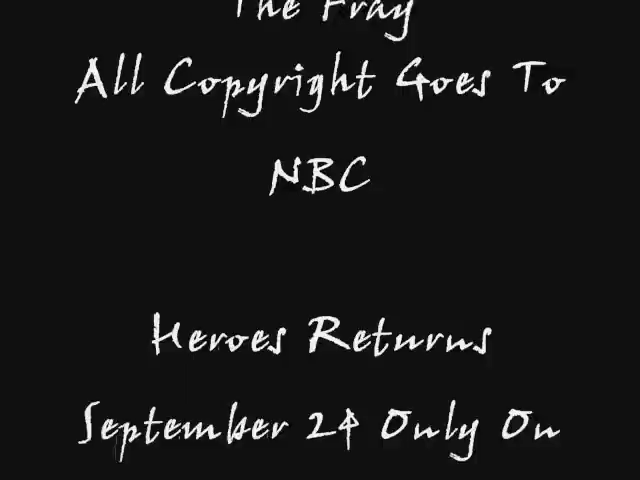 The Fray
All Copyright Goes To
NBC
Heroes Returns
September 24 Only On